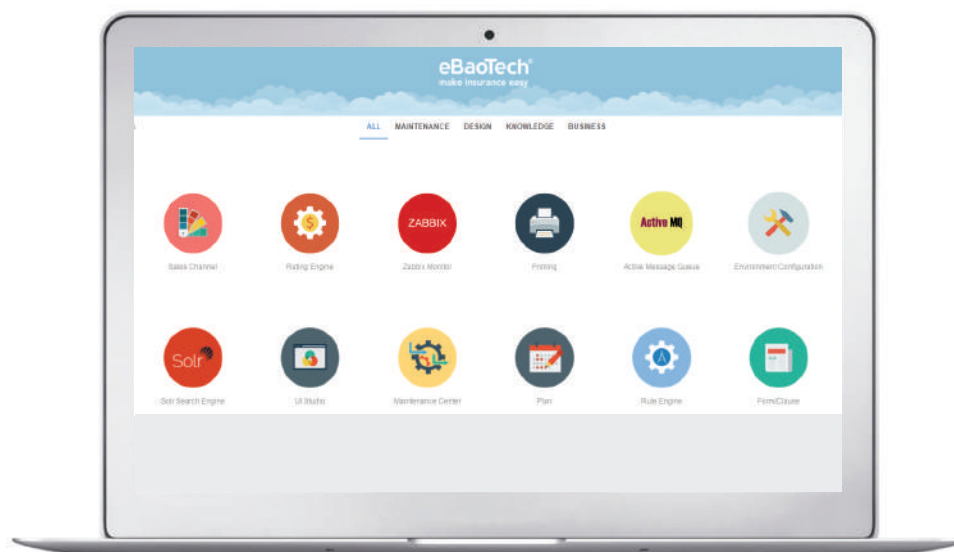 eBaoTech®
make insurance easy
ALL MAINTENANCE DESIGN KNOWLEDGE BUSINESS
ZABBIX
Active MQ
Sales Channel Rating Engine Zabbix Monitor Printing Active Message Queue Environment Configuration
Solr
Solr Search Engine UI Studio Maintenance Center Plan Rule Engine Form/Clause